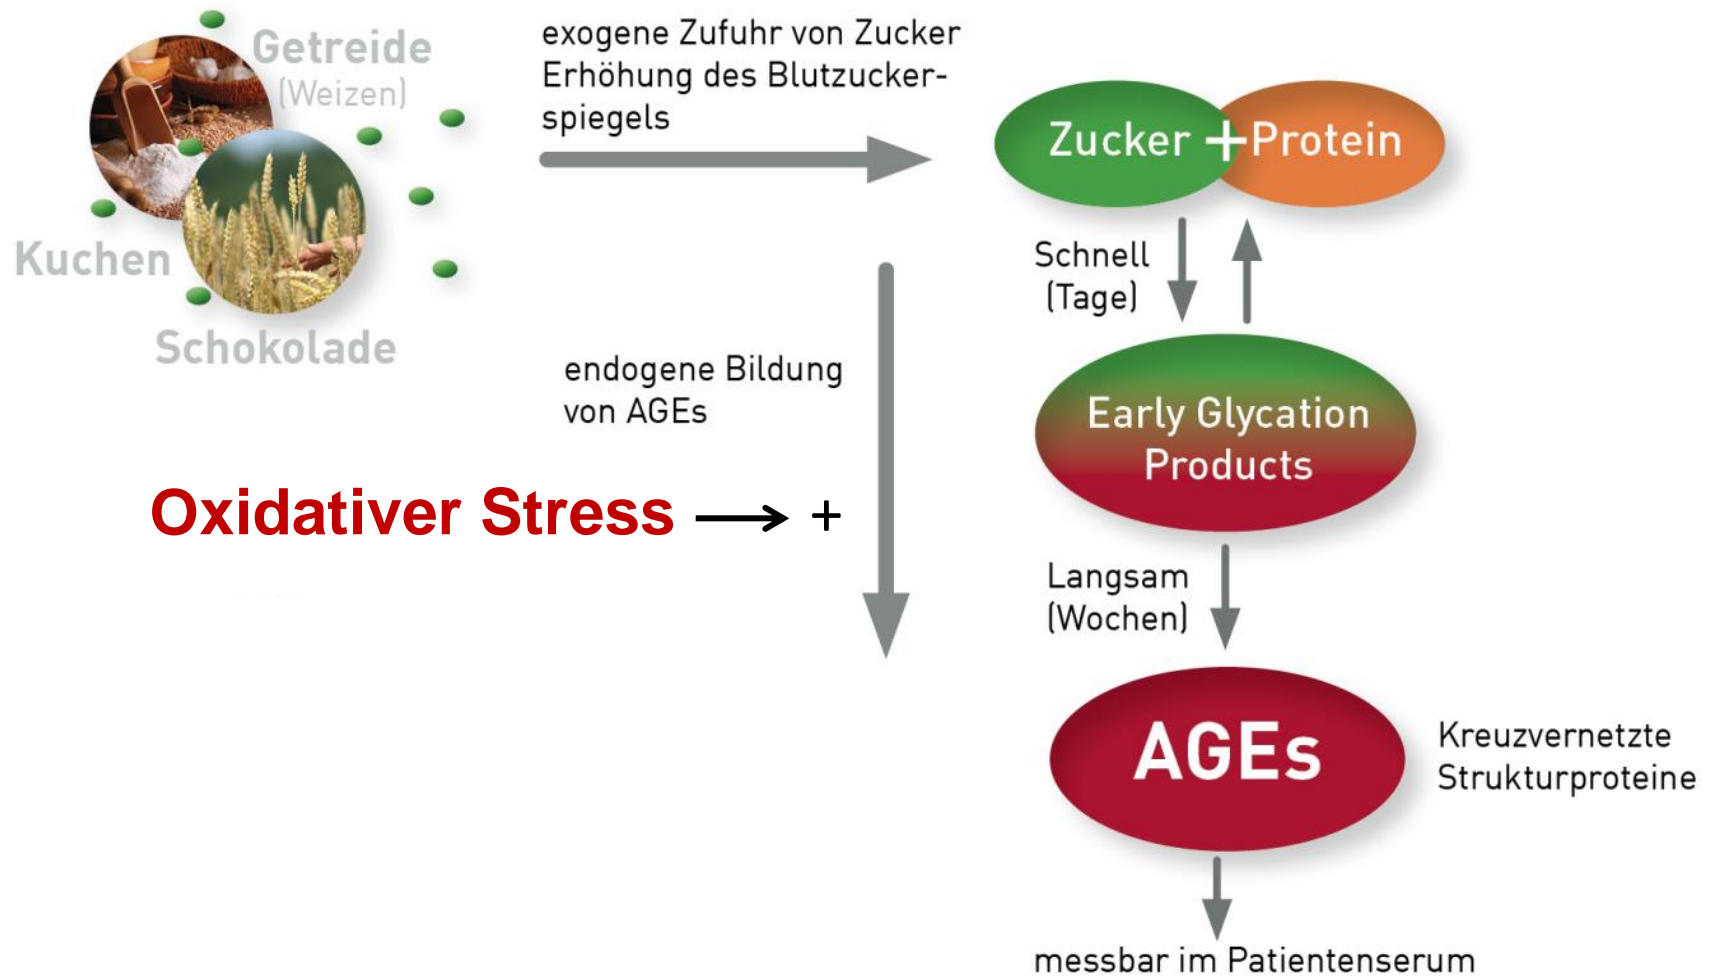 Getreide
(Weizen)
Kuchen
Schokolade
exogene Zufuhr von Zucker
Erhöhung des Blutzucker-
spiegels
Zucker + Protein
Schnell
(Tage)
endogene Bildung
von AGEs
Early Glycation
Products
Oxidativer Stress → +
Langsam
(Wochen)
AGEs
Kreuzvernetzte
Strukturproteine
messbar im Patientenserum